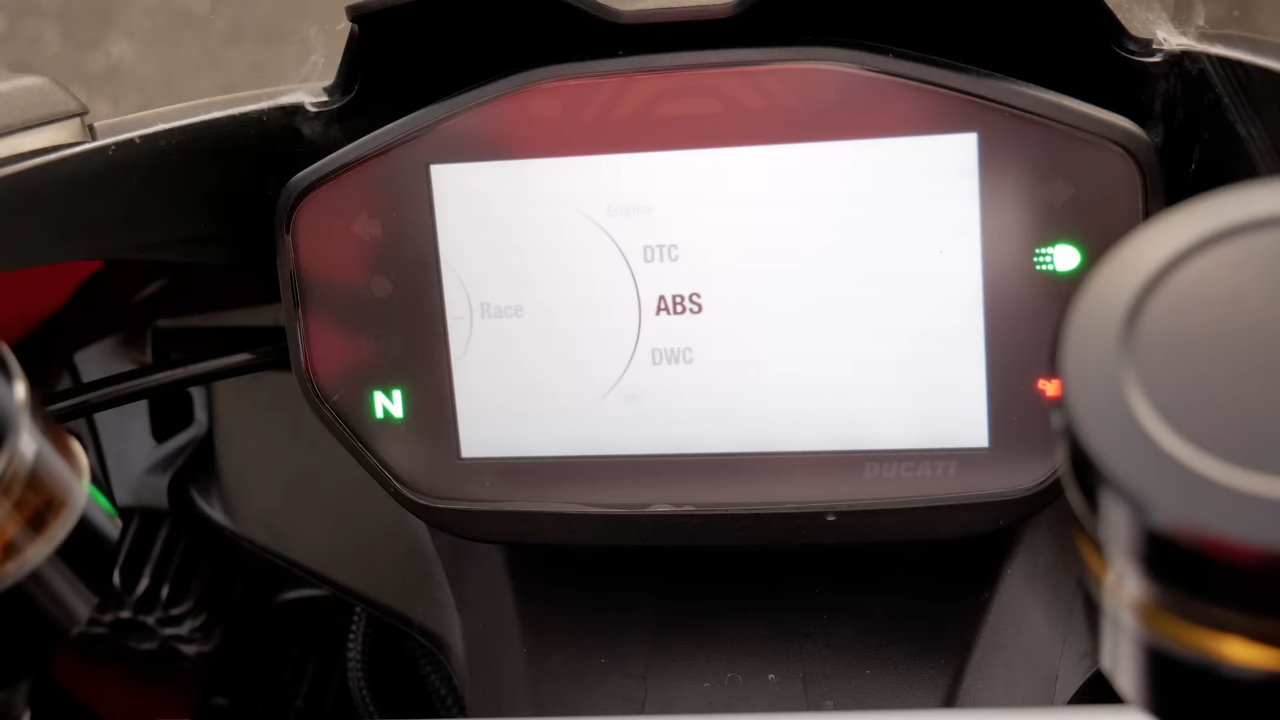 Engine
DTC
Race
ABS
DWC
N
DUCATI